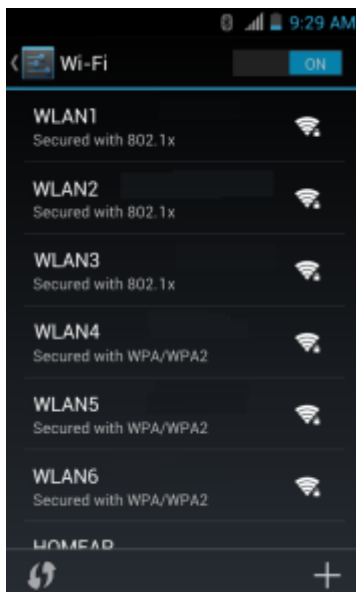 9:29 AM
Wi-Fi
ON
WLAN1
Secured with 802.1x
WLAN2
Secured with 802.1x
WLAN3
Secured with 802.1x
WLAN4
Secured with WPA/WPA2
WLAN5
Secured with WPA/WPA2
WLAN6
Secured with WPA/WPA2
HOMEAP